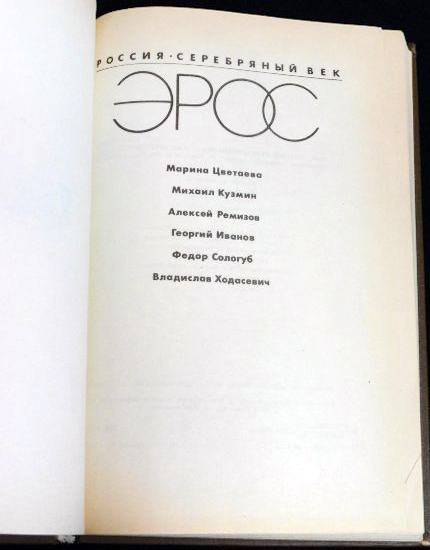 РОССИЯ · СЕРЕБРЯНЫЙ ВЕК
ЭРОС
Марина Цветаева
Михаил Кузмин
Алексей Ремизов
Георгий Иванов
Федор Сологуб
Владислав Ходасевич